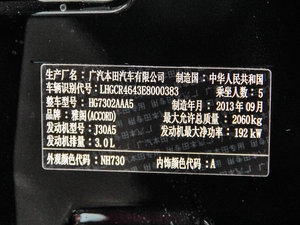 生产厂名：广汽本田汽车有限公司 制造国：中华人民共和国
车辆识别代号：LHGCR4643E8000383 乘坐人数：5
整车型号：HG7302AAA5 制造年月：2013年09月
品牌：雅阁(ACCORD) 最大允许总质量：2060kg
发动机型号：J30A5 发动机最大净功率：192kW
发动机排量：3.0L
外观颜色代码：NH730 内饰颜色代码：A